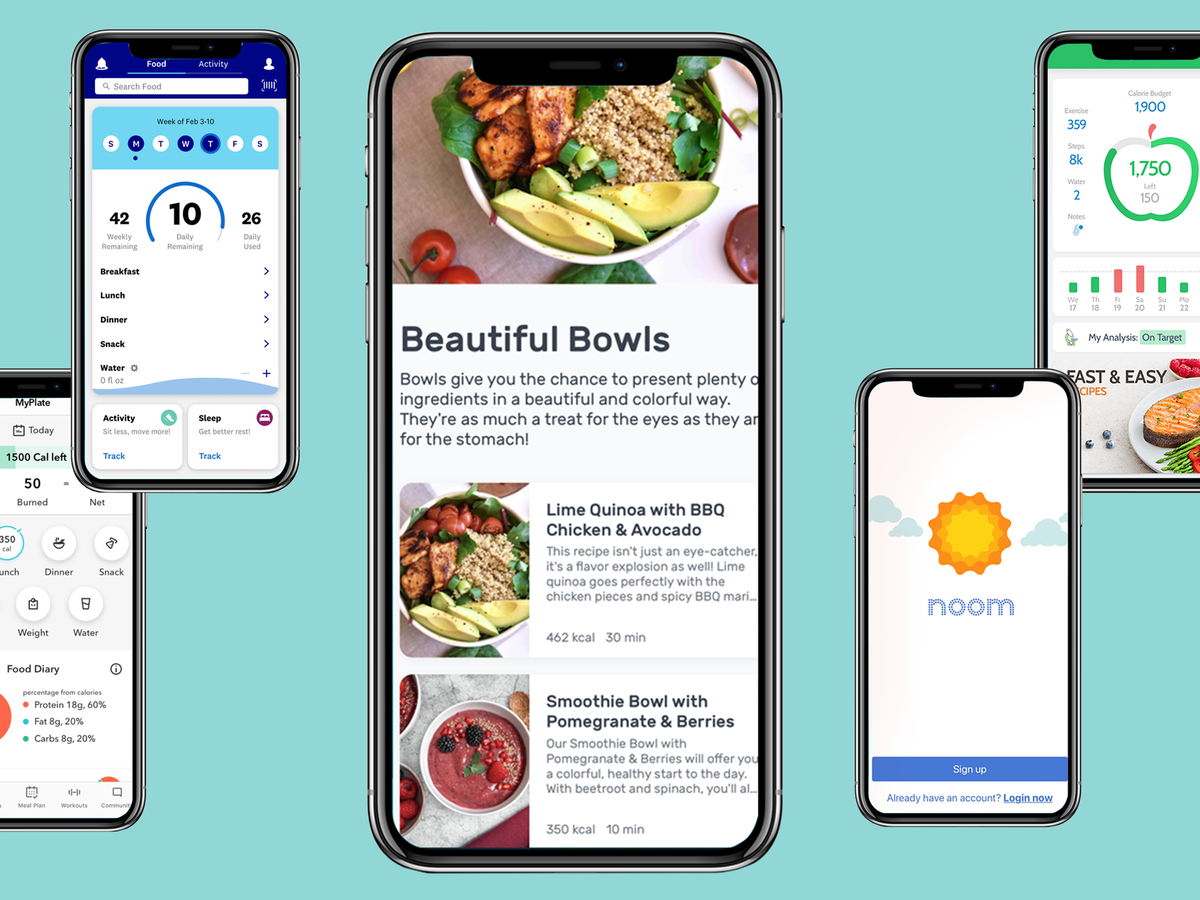 Food
Activity
Search Food
Week of Feb 3-10
S M T W T F S
42
Weekly
Remaining
10
Daily
Remaining
26
Daily
Used
Breakfast
Lunch
Dinner
Snack
Water
0 fl oz
Activity
Sit less, move more!
Track
Sleep
Get better rest!
Track
MyPlate
Today
1500 Cal left
50
Burned
=
Net
350
cal
unch
Dinner
Snack
Weight
Water
Food Diary
percentage from calories
Protein 18g, 60%
Fat 8g, 20%
Carbs 8g, 20%
Meal Plan
Workouts
Commun
Beautiful Bowls
Bowls give you the chance to present plenty o
ingredients in a beautiful and colorful way.
They're as much a treat for the eyes as they ar
for the stomach!
Lime Quinoa with BBQ
Chicken & Avocado
This recipe isn't just an eye-catcher,
it's a flavor explosion as well! Lime
quinoa goes perfectly with the
chicken pieces and spicy BBQ mari...
462 kcal 30 min
Smoothie Bowl with
Pomegranate & Berries
Our Smoothie Bowl with
Pomegranate & Berries will offer you
a colorful, healthy start to the day.
With beetroot and spinach, you'll al...
350 kcal 10 min
Calorie Budget
1,900
Exercise
359
Steps
8k
Water
2
Notes
1,750
Left
150
We Th Fr Sa Su Mo
17 18 19 20 21 22
My Analysis: On Target
FAST & EASY
CIPES
noom
Sign up
Already have an account? Login now